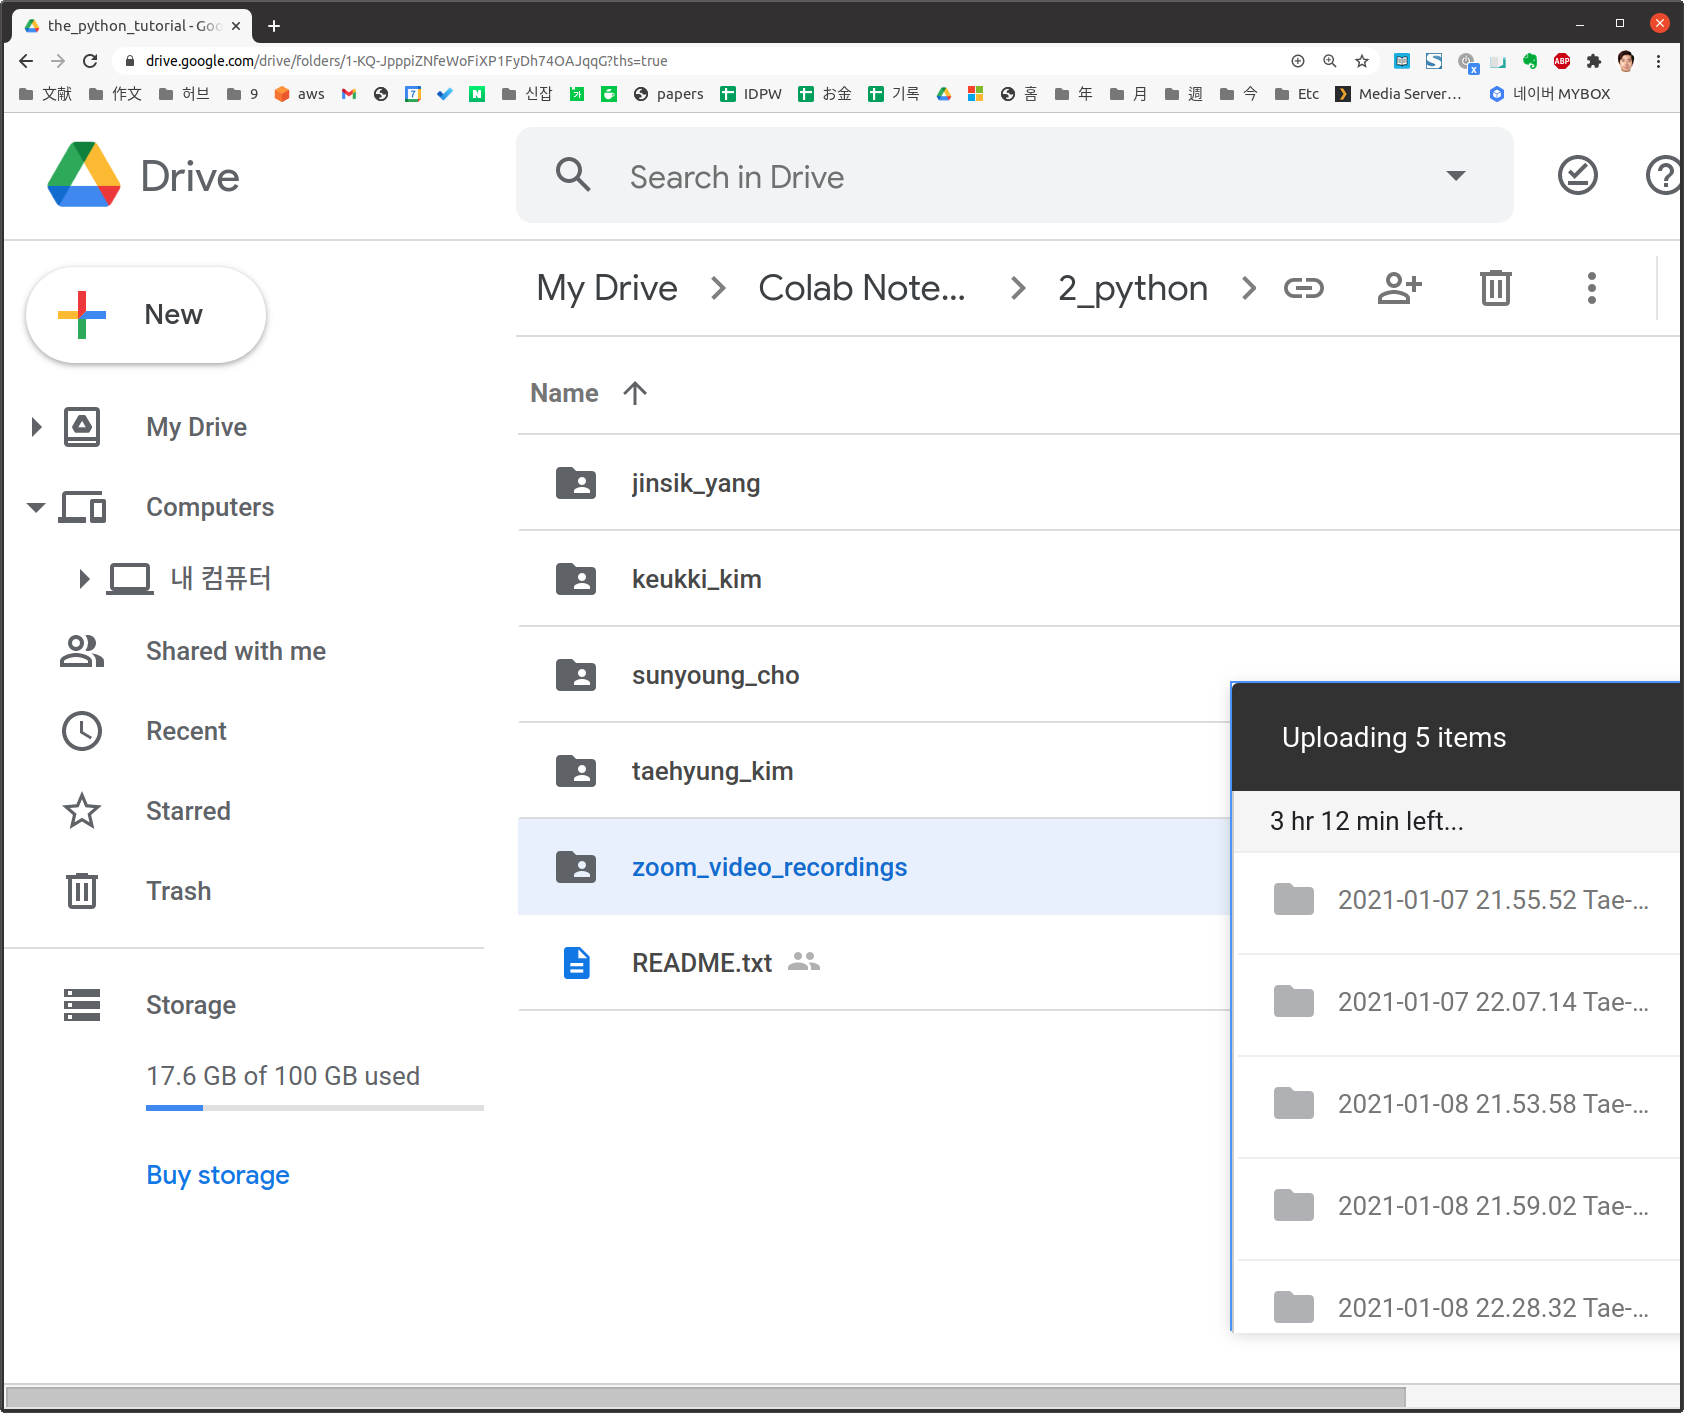 the_python_tutorial - Goo
drive.google.com/drive/folders/1-KQ-JpppiZNfeWoFiXP1FyDh74OAJqqG?ths=true
文献 作文 허브 9 aws 신잡 papers IDPW お金 기록 홈 年 月 週 今 Etc Media Server... 네이버 MYBOX
Drive
Search in Drive
New
My Drive
Computers
내 컴퓨터
Shared with me
Recent
Starred
Trash
Storage
17.6 GB of 100 GB used
Buy storage
My Drive > Colab Note... > 2_python >
Name
jinsik_yang
keukki_kim
sunyoung_cho
taehyung_kim
zoom_video_recordings
README.txt
Uploading 5 items
3 hr 12 min left...
2021-01-07 21.55.52 Tae-...
2021-01-07 22.07.14 Tae-...
2021-01-08 21.53.58 Tae-...
2021-01-08 21.59.02 Tae-...
2021-01-08 22.28.32 Tae-...